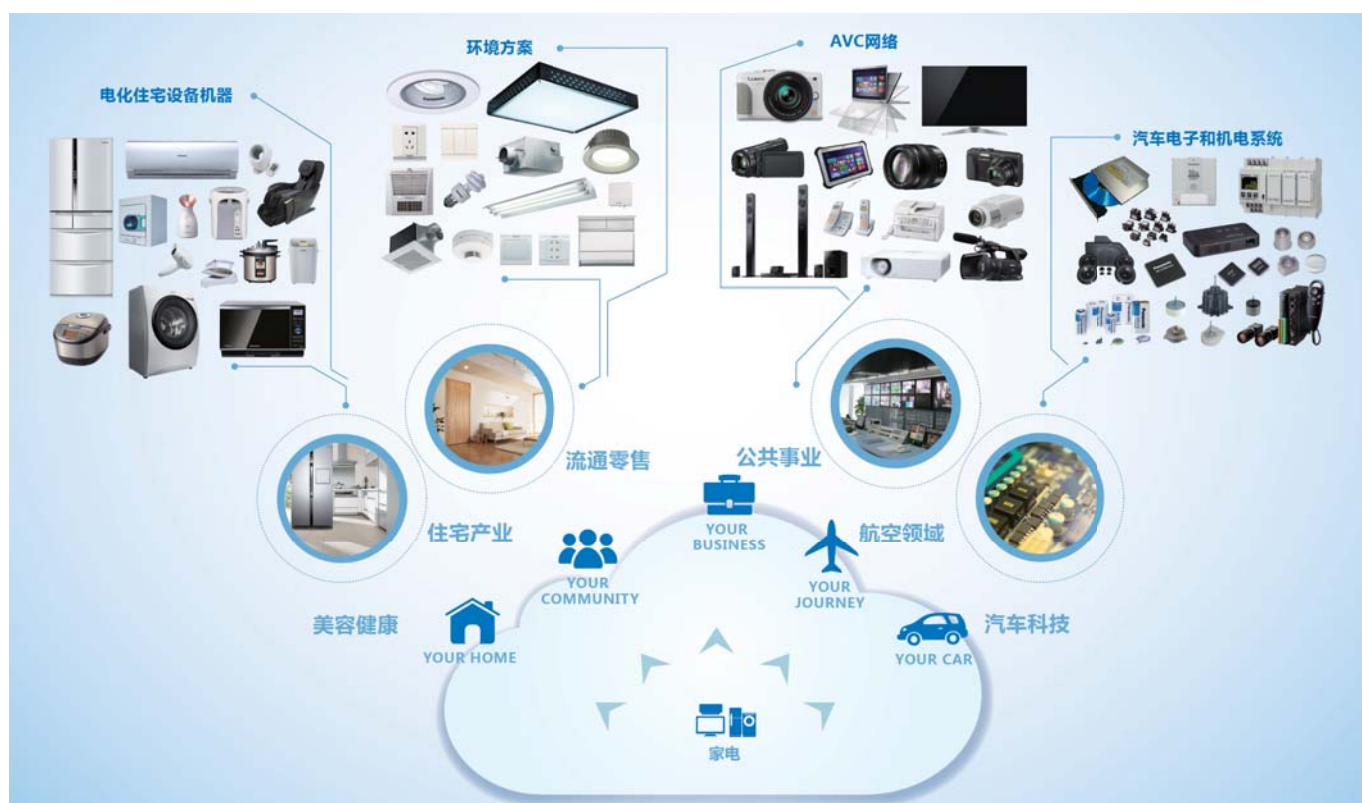 环境方案
AVC网络
电化住宅设备机器
汽车电子和机电系统
Panasonic
LUMIX
流通零售
公共事业
住宅产业
航空领域
YOUR
BUSINESS
YOUR
COMMUNITY
YOUR
JOURNEY
美容健康
汽车科技
YOUR HOME
YOUR CAR
家电